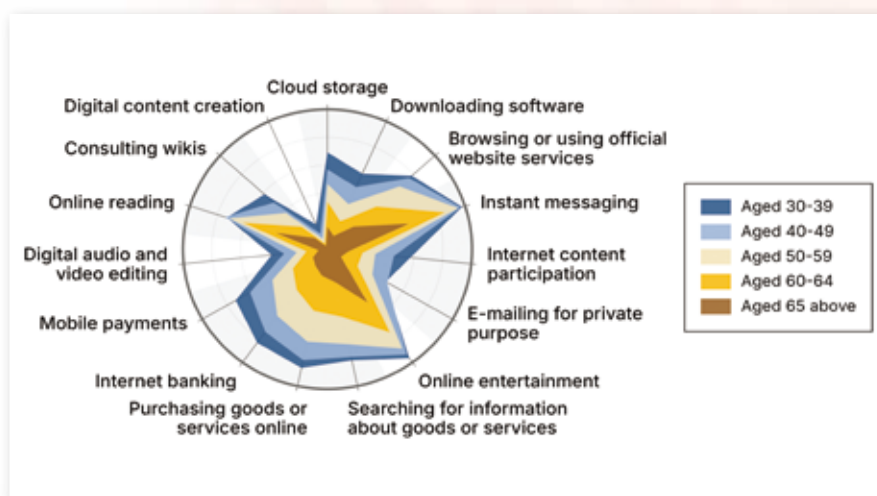 Cloud storage
Digital content creation
Downloading software
Consulting wikis
Browsing or using official
website services
Online reading
Instant messaging
Digital audio and
video editing
Internet content
participation
Mobile payments
E-mailing for private
purpose
Internet banking
Online entertainment
Purchasing goods or
services online
Searching for information
about goods or services
Aged 30-39
Aged 40-49
Aged 50-59
Aged 60-64
Aged 65 above